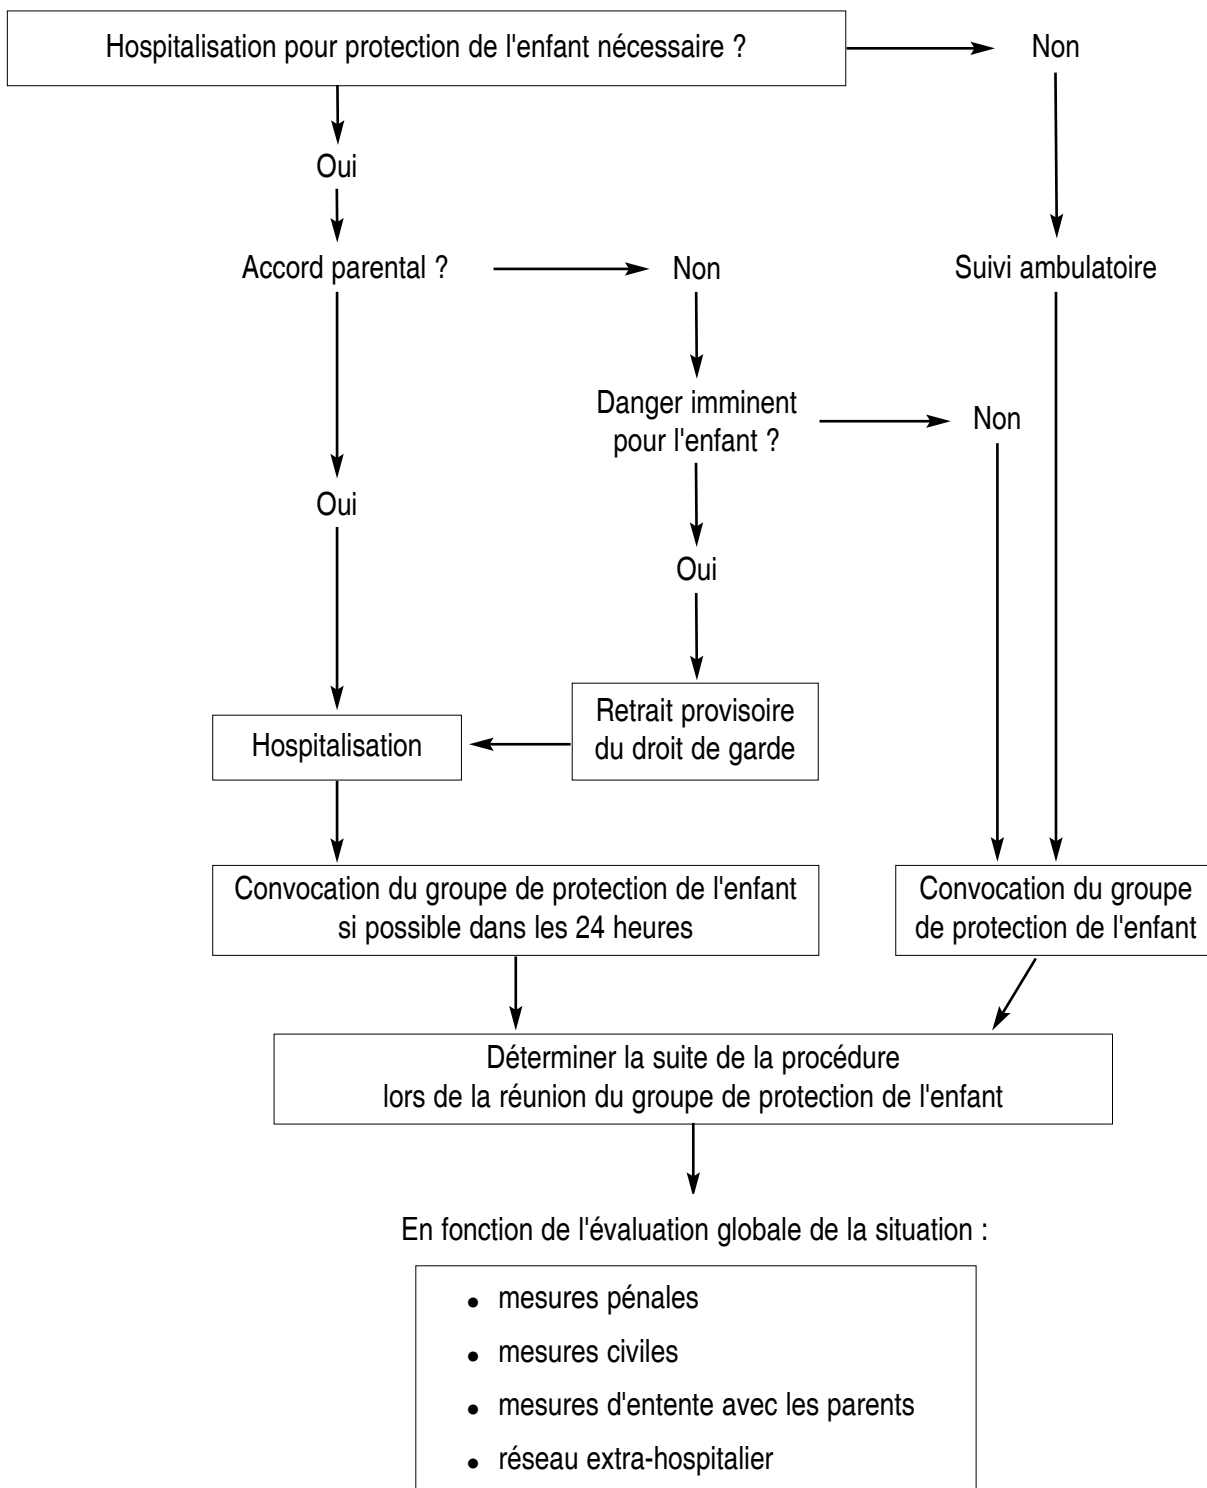 Hospitalisation pour protection de l'enfant nécessaire ?
Non
Oui
Accord parental ?
Non
Suivi ambulatoire
Danger imminent
pour l'enfant ?
Non
Oui
Oui
Retrait provisoire
du droit de garde
Hospitalisation
Convocation du groupe de protection de l'enfant
si possible dans les 24 heures
Convocation du groupe
de protection de l'enfant
Déterminer la suite de la procédure
lors de la réunion du groupe de protection de l'enfant
En fonction de l'évaluation globale de la situation :
• mesures pénales
• mesures civiles
• mesures d'entente avec les parents
• réseau extra-hospitalier